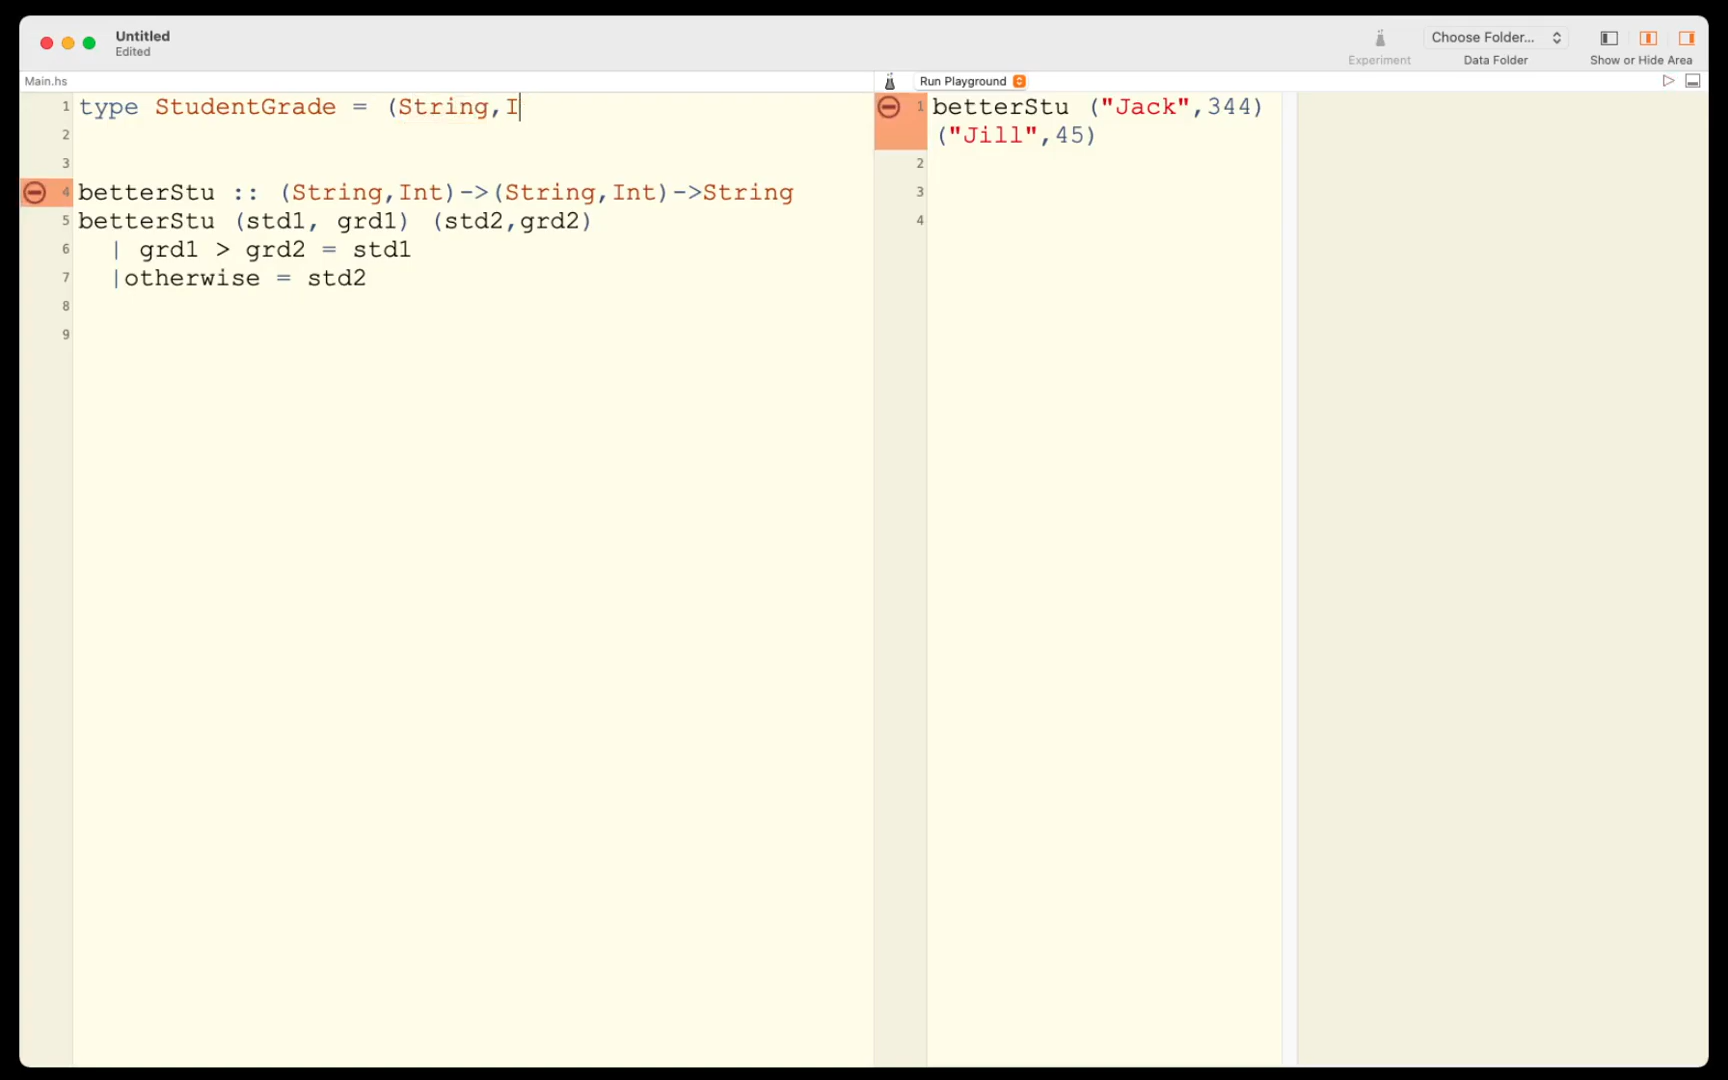 Untitled
Edited
Choose Folder...
Experiment
Data Folder
Show or Hide Area
Main.hs
Run Playground
1 type StudentGrade = (String,I
2
3
4 betterStu :: (String,Int)->(String,Int)->String
5 betterStu (std1, grd1) (std2,grd2)
6 | grd1 > grd2 = std1
7 |otherwise = std2
8
9
1 betterStu ("Jack",344)
("Jill",45)
2
3
4